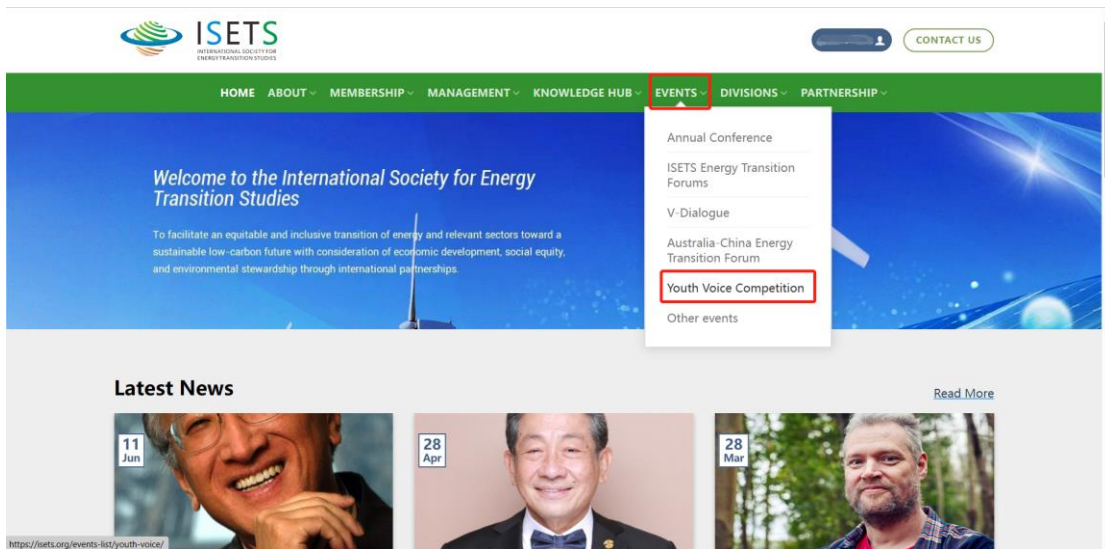 ISETS
INTERNATIONAL SOCIETY FOR
ENERGY TRANSITION STUDIES
CONTACT US
HOME ABOUT MEMBERSHIP MANAGEMENT KNOWLEDGE HUB EVENTS DIVISIONS PARTNERSHIP
Annual Conference
ISETS Energy Transition
Forums
V-Dialogue
Australia-China Energy
Transition Forum
Youth Voice Competition
Other events
Welcome to the International Society for Energy
Transition Studies
To facilitate an equitable and inclusive transition of energy and relevant sectors toward a
sustainable low-carbon future with consideration of economic development, social equity,
and environmental stewardship through international partnerships.
Latest News
Read More
11
Jun
28
Apr
28
Mar
https://isets.org/events-list/youth-voice/